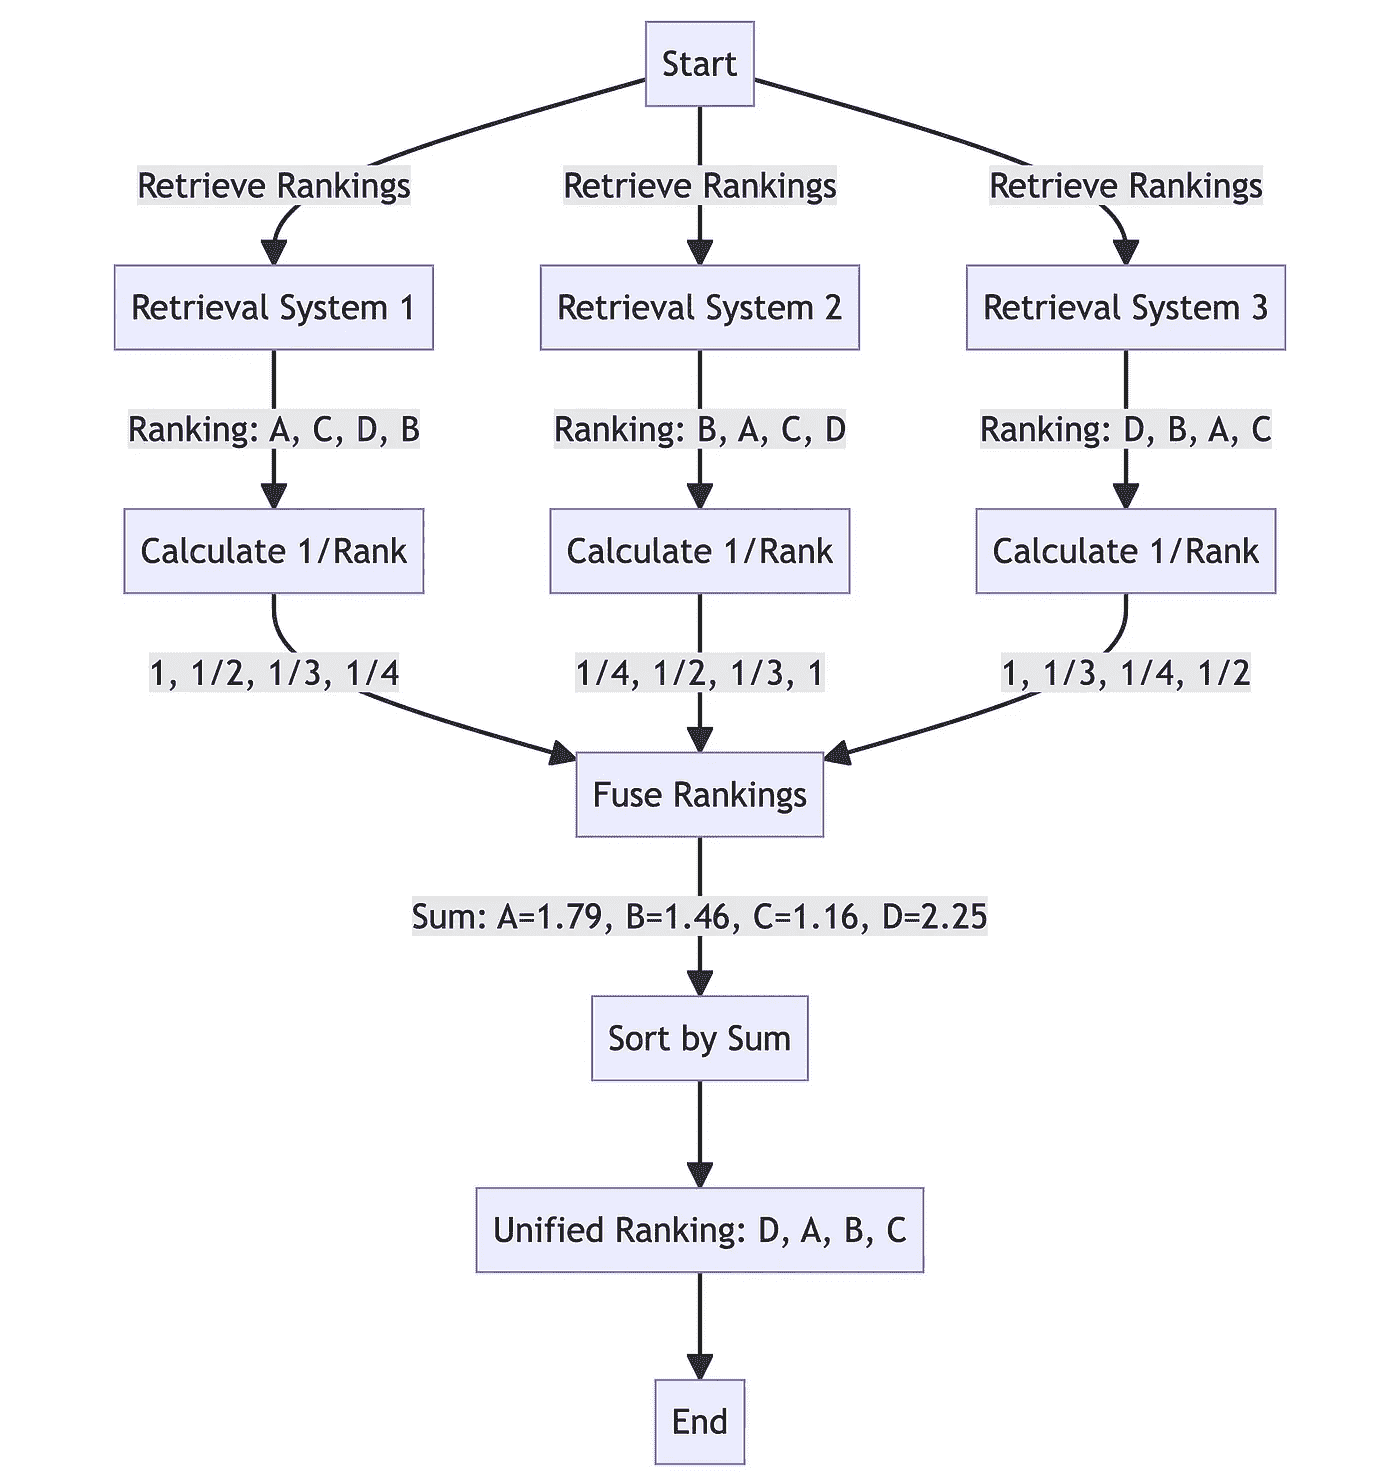 Start
Retrieve Rankings
Retrieve Rankings
Retrieve Rankings
Retrieval System 1
Retrieval System 2
Retrieval System 3
Ranking: A, C, D, B
Ranking: B, A, C, D
Ranking: D, B, A, C
Calculate 1/Rank
Calculate 1/Rank
Calculate 1/Rank
1, 1/2, 1/3, 1/4
1/4, 1/2, 1/3, 1
1, 1/3, 1/4, 1/2
Fuse Rankings
Sum: A=1.79, B=1.46, C=1.16, D=2.25
Sort by Sum
Unified Ranking: D, A, B, C
End